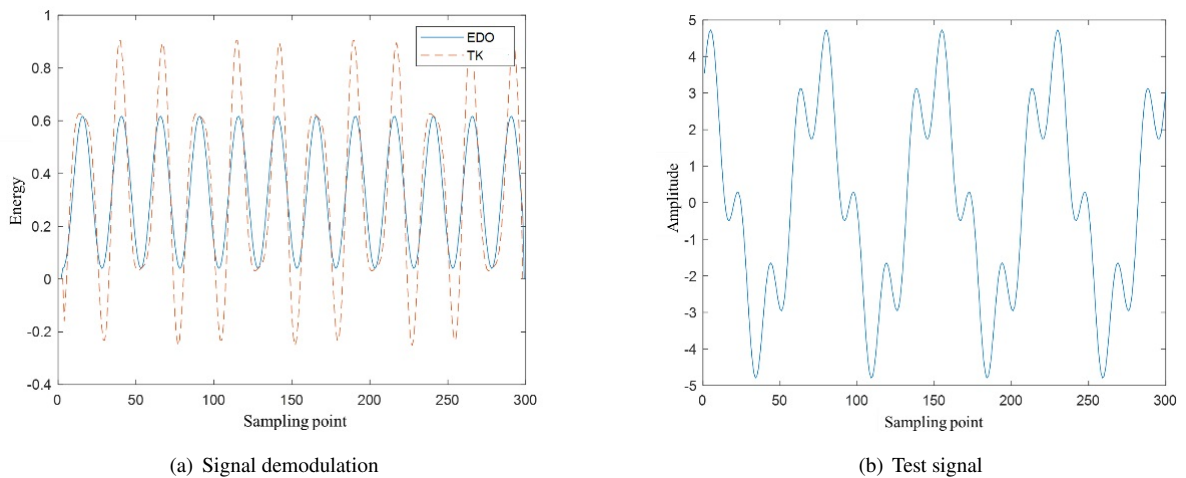 1
0.8
0.6
0.4
0.2
0
-0.2
-0.4
Energy
EDO
TK
0 50 100 150 200 250 300
Sampling point
(a) Signal demodulation
5
4
3
2
1
0
-1
-2
-3
-4
-5
Amplitude
0 50 100 150 200 250 300
Sampling point
(b) Test signal